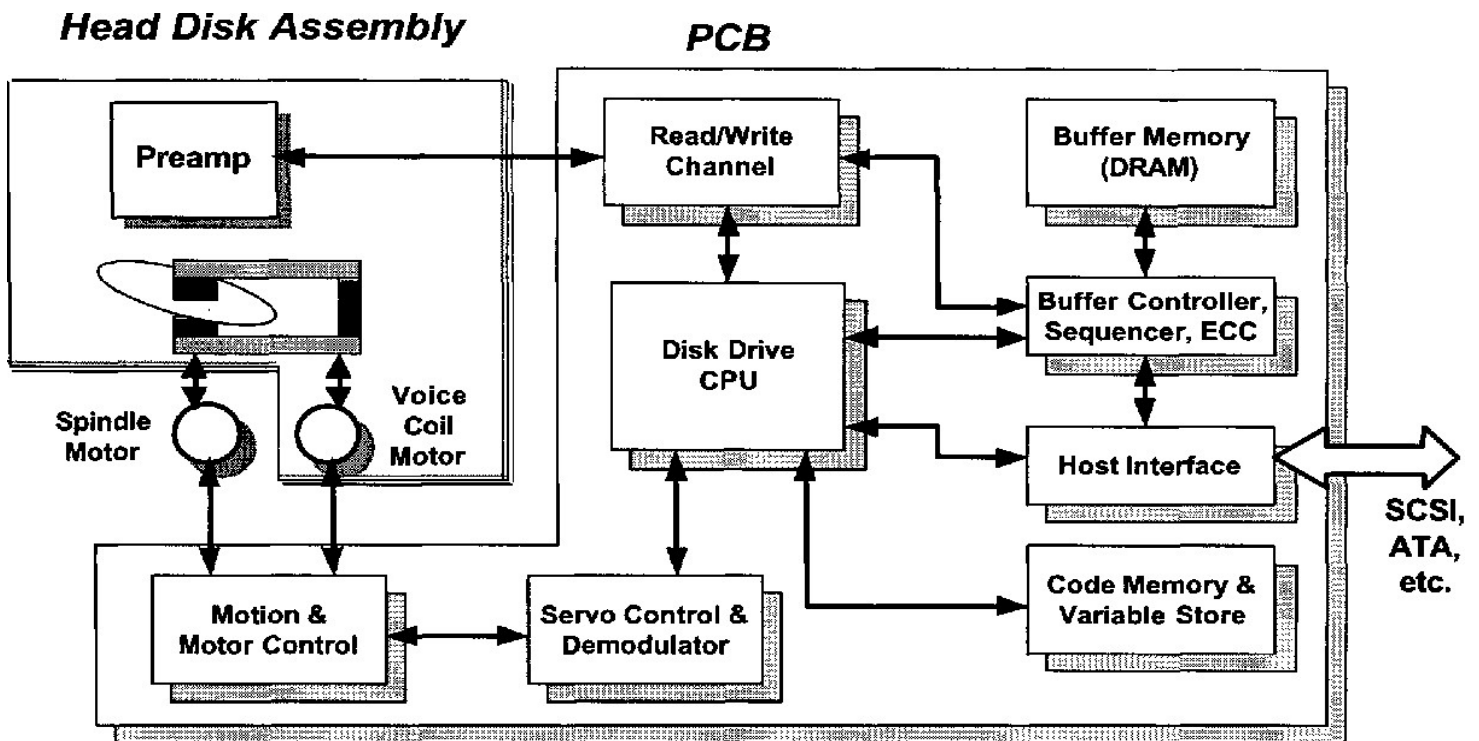 Head Disk Assembly
PCB
Preamp
Read/Write
Channel
Buffer Memory
(DRAM)
Buffer Controller,
Sequencer, ECC
Disk Drive
CPU
Spindle
Motor
Voice
Coil
Motor
Host Interface
SCSI,
ATA,
etc.
Motion &
Motor Control
Servo Control &
Demodulator
Code Memory &
Variable Store